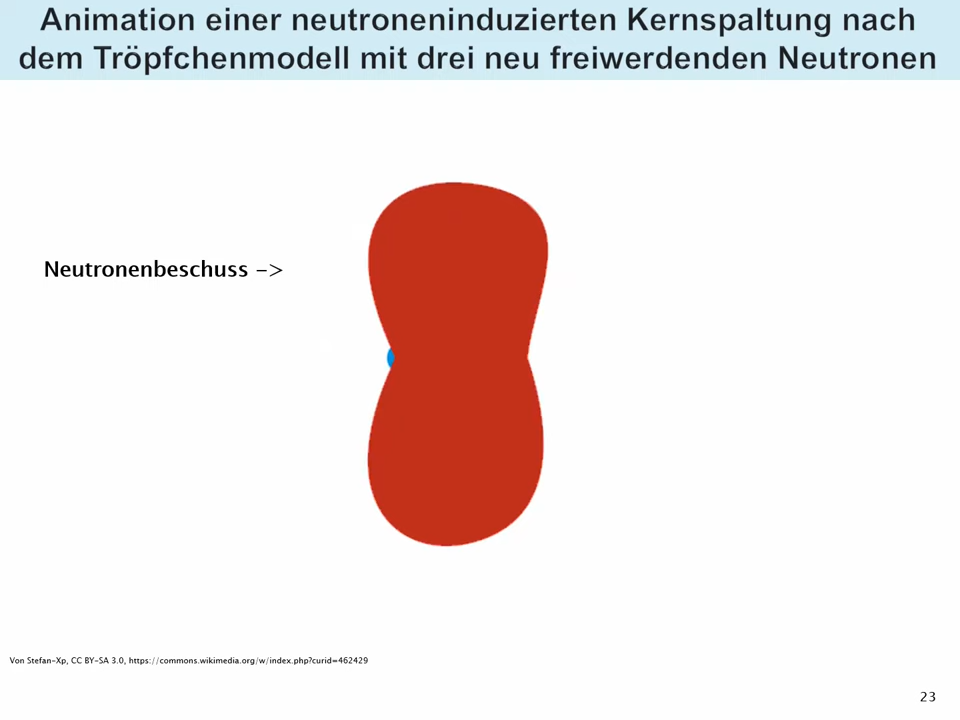 Animation einer neutroneninduzierten Kernspaltung nach
dem Tröpfchenmodell mit drei neu freiwerdenden Neutronen
Neutronenbeschuss –>
Von Stefan-Xp, CC BY-SA 3.0, https://commons.wikimedia.org/w/index.php?curid=462429
23